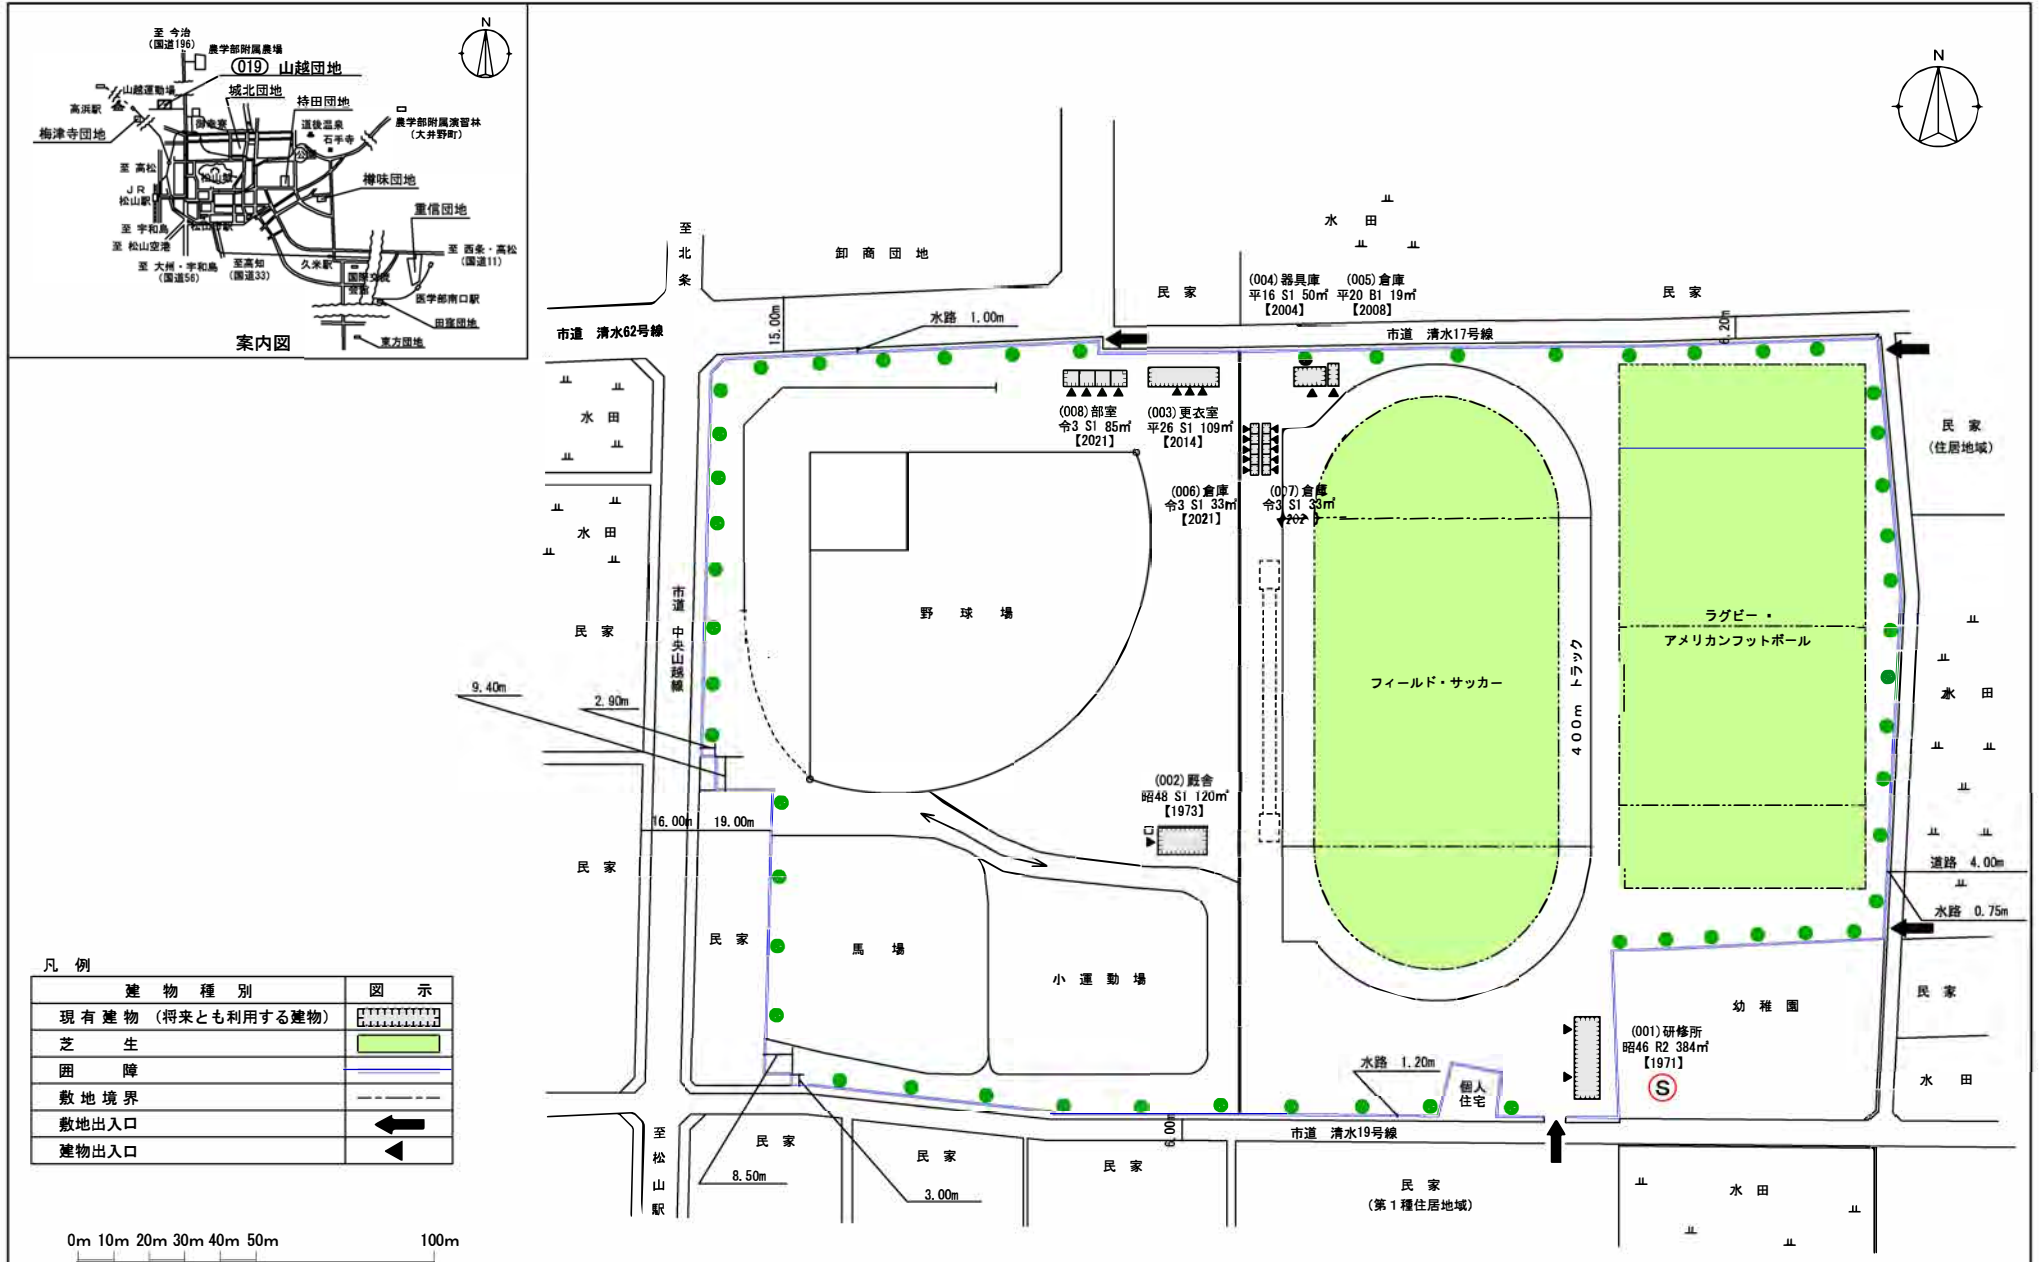 N
至 今治
(国道196)
農学部附属農場
019 山越団地
山越運動場
高浜駅
城北団地
持田団地
梅津寺団地
御幸寮
道後温泉
石手寺
農学部附属演習林
(大井野町)
至 高松
JR
松山駅
樽味団地
重信団地
至 宇和島
至 松山空港
至 大州・宇和島
(国道56)
至高知
(国道33)
久米駅
至 西条・高松
(国道11)
医学部南口駅
田窪団地
東方団地
案内図
N
至北条
卸商団地
水 田
民 家
(004)器具庫
平16 S1 50㎡
【2004】
(005)倉庫
平20 B1 19㎡
【2008】
民 家
市道 清水62号線
15.00m
水路 1.00m
市道 清水17号線
6.20m
水 田
(008)部室
令3 S1 85㎡
【2021】
(003)更衣室
平26 S1 109㎡
【2014】
民 家
(住居地域)
(006)倉庫
令3 S1 33㎡
【2021】
(007)倉庫
令3 S1 33㎡
水 田
市道 中央山越線
民 家
野 球 場
ラグビー・
アメリカンフットボール
フィールド・サッカー
400m トラック
水 田
9.40m
2.90m
(002)厩舎
昭48 S1 120㎡
【1973】
16.00m
19.00m
民 家
道路 4.00m
水路 0.75m
民 家
馬 場
小 運 動 場
幼 稚 園
民 家
凡 例
建 物 種 別
図 示
現有建物 (将来とも利用する建物)
芝 生
囲 障
敷地境界
敷地出入口
建物出入口
(001)研修所
昭46 R2 384㎡
【1971】
S
水路 1.20m
個人
住宅
水 田
至松山駅
民 家
8.50m
民 家
3.00m
民 家
6.00m
市道 清水19号線
民 家
(第1種住居地域)
水 田
0m 10m 20m 30m 40m 50m 100m